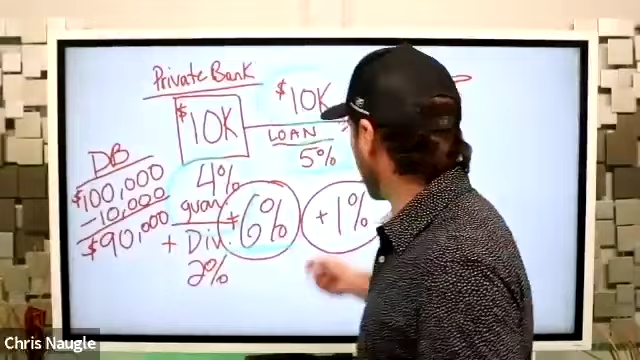 Private Bank
$10K
$10K
LOAN
5%
DB
$100,000
-10,000
$90,000
4%
guar
+ Div.
2%
6%
+1%
Chris Naugle